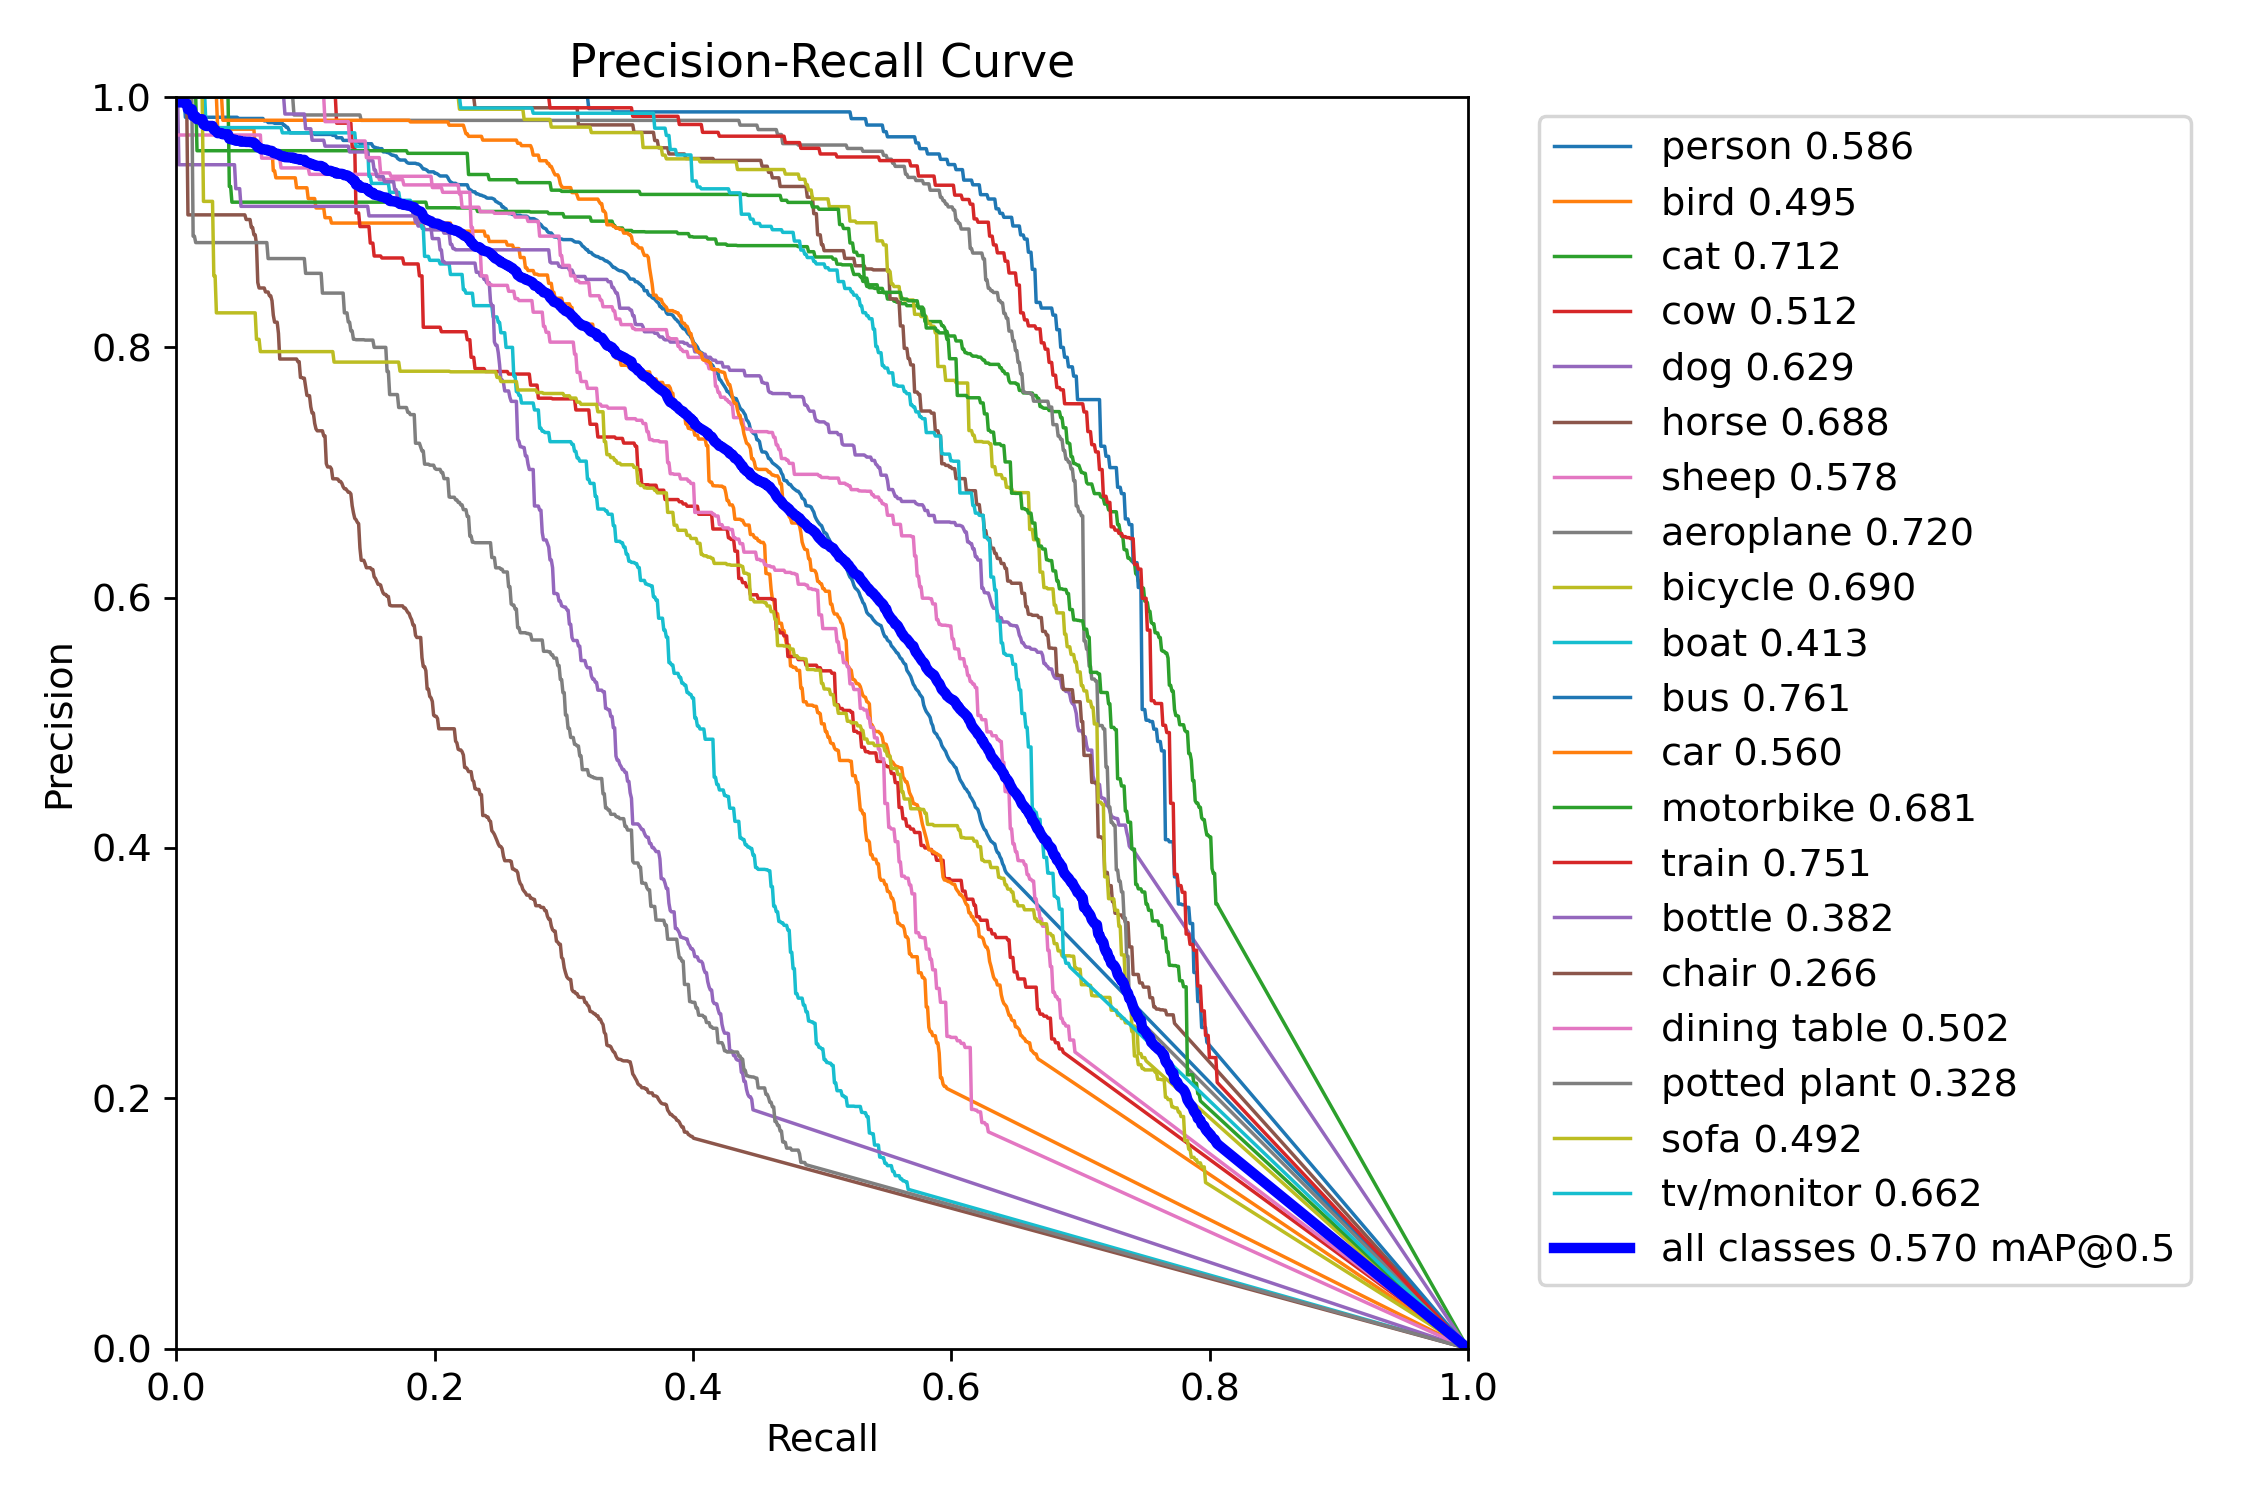 Precision-Recall Curve
1.0
0.8
0.6
0.4
0.2
0.0
Precision
0.0 0.2 0.4 0.6 0.8 1.0
Recall
person 0.586
bird 0.495
cat 0.712
cow 0.512
dog 0.629
horse 0.688
sheep 0.578
aeroplane 0.720
bicycle 0.690
boat 0.413
bus 0.761
car 0.560
motorbike 0.681
train 0.751
bottle 0.382
chair 0.266
dining table 0.502
potted plant 0.328
sofa 0.492
tv/monitor 0.662
all classes 0.570 mAP@0.5